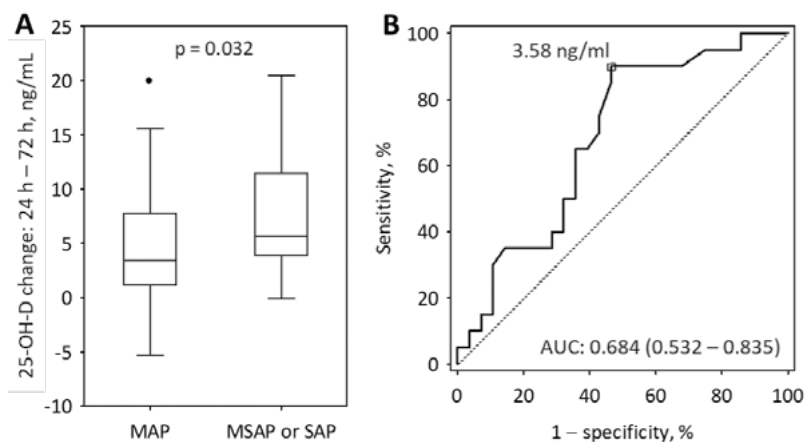 A
25-OH-D change: 24 h – 72 h, ng/mL
25
20
15
10
5
0
-5
-10
p = 0.032
MAP
MSAP or SAP
B
Sensitivity, %
100
80
60
40
20
0
3.58 ng/ml
AUC: 0.684 (0.532 – 0.835)
0 20 40 60 80 100
1 – specificity, %